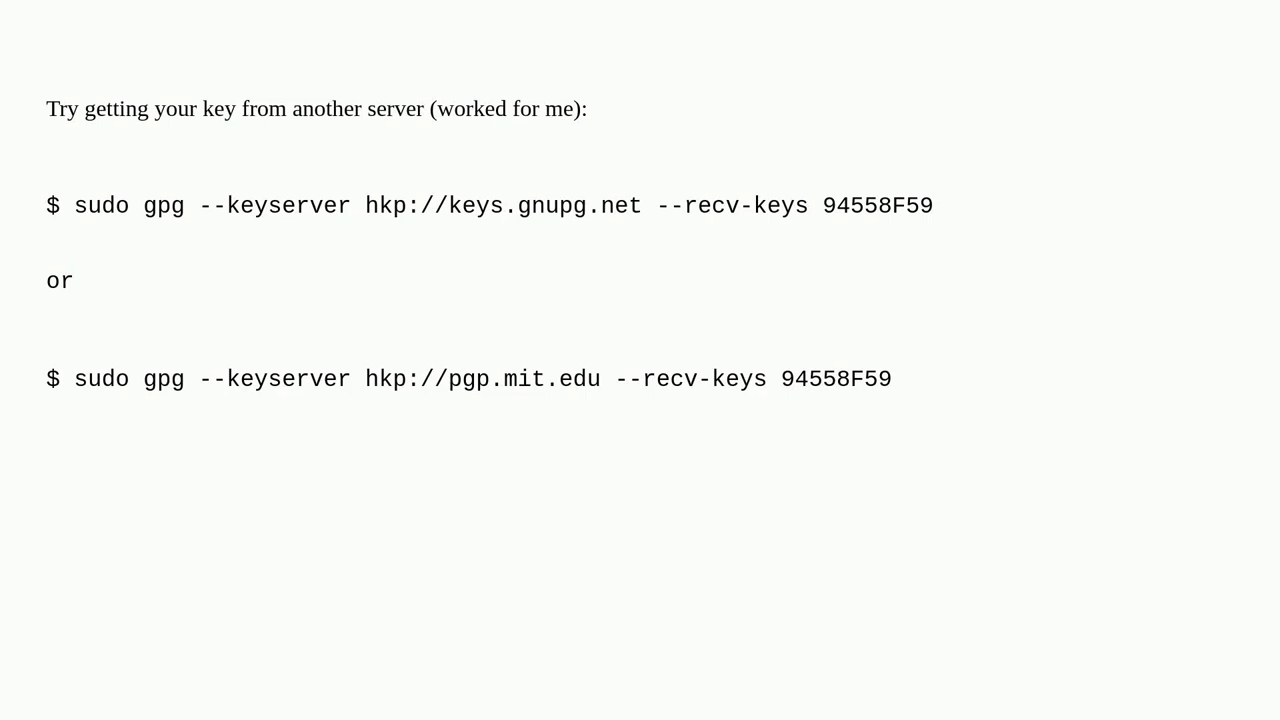 Try getting your key from another server (worked for me):
$ sudo gpg --keyserver hkp://keys.gnupg.net --recv-keys 94558F59
or
$ sudo gpg --keyserver hkp://pgp.mit.edu --recv-keys 94558F59